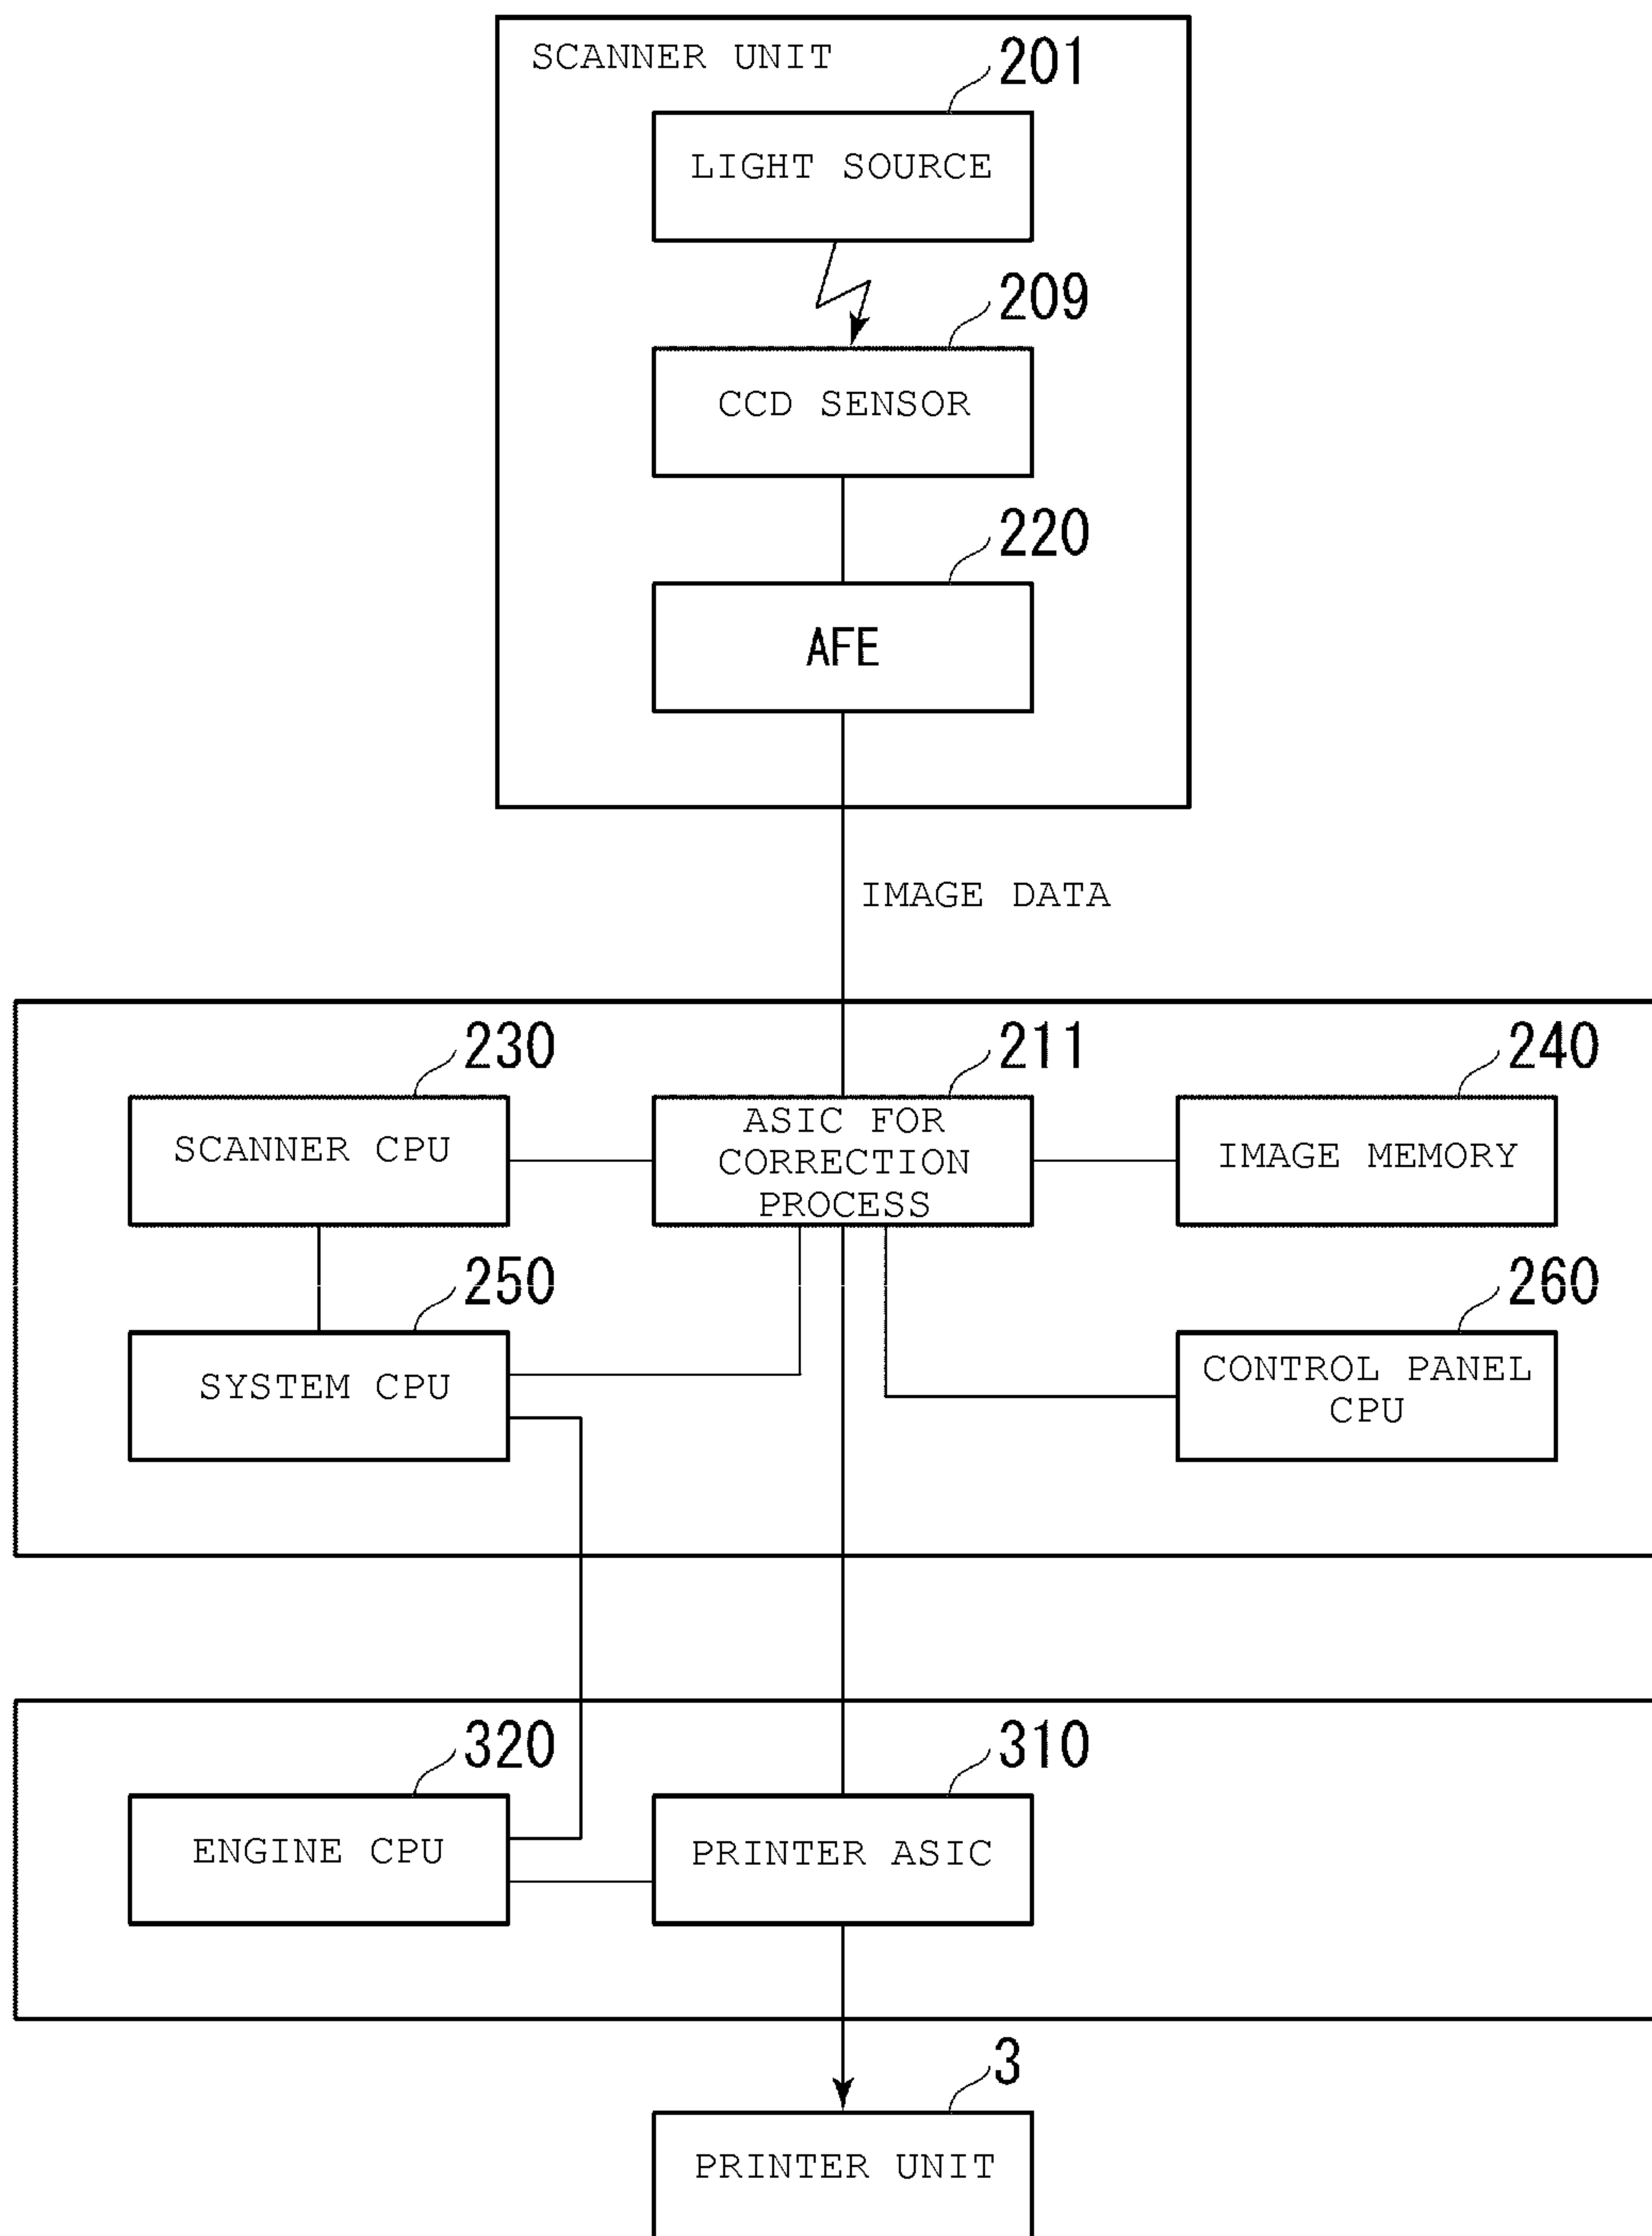 SCANNER UNIT
201
LIGHT SOURCE
209
CCD SENSOR
220
AFE
IMAGE DATA
230
SCANNER CPU
211
ASIC FOR
CORRECTION
PROCESS
240
IMAGE MEMORY
250
SYSTEM CPU
260
CONTROL PANEL
CPU
320
ENGINE CPU
310
PRINTER ASIC
3
PRINTER UNIT